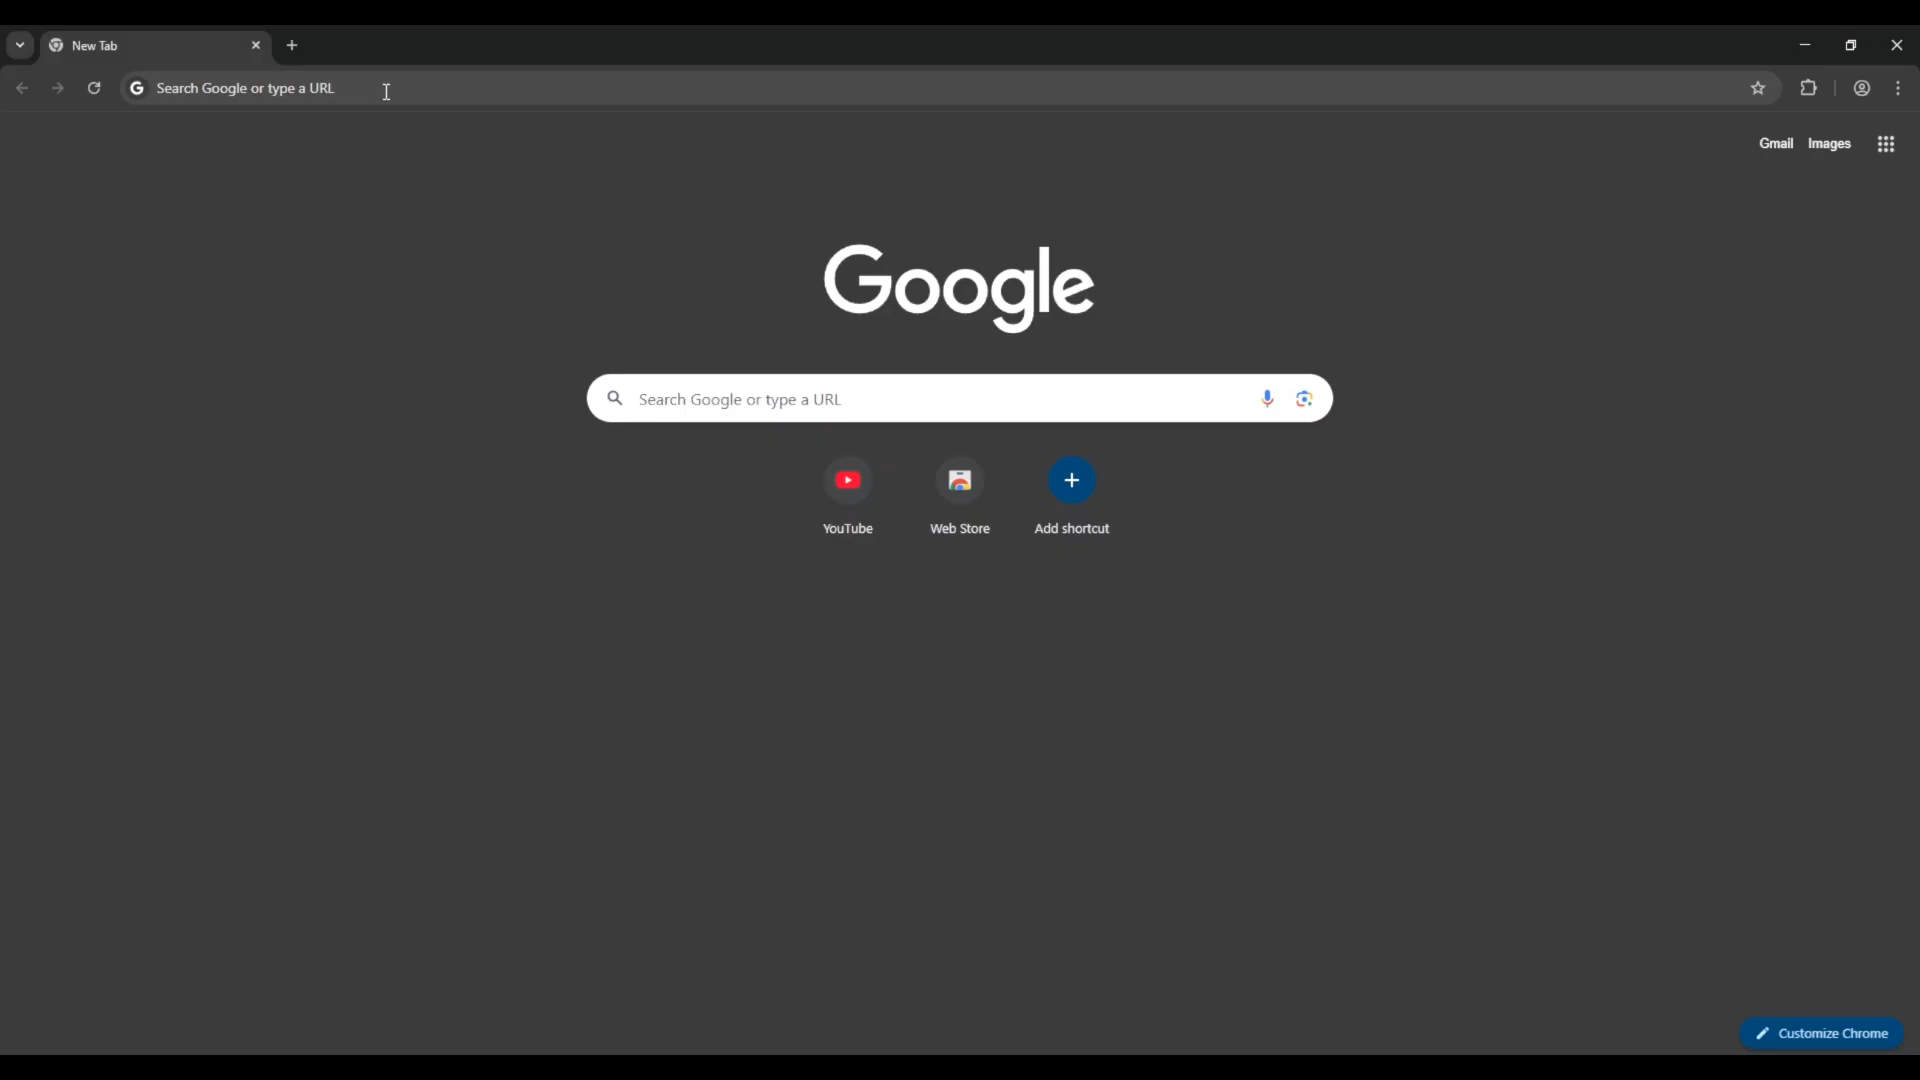 New Tab
Search Google or type a URL
Gmail Images
Google
Search Google or type a URL
YouTube Web Store Add shortcut
Customize Chrome